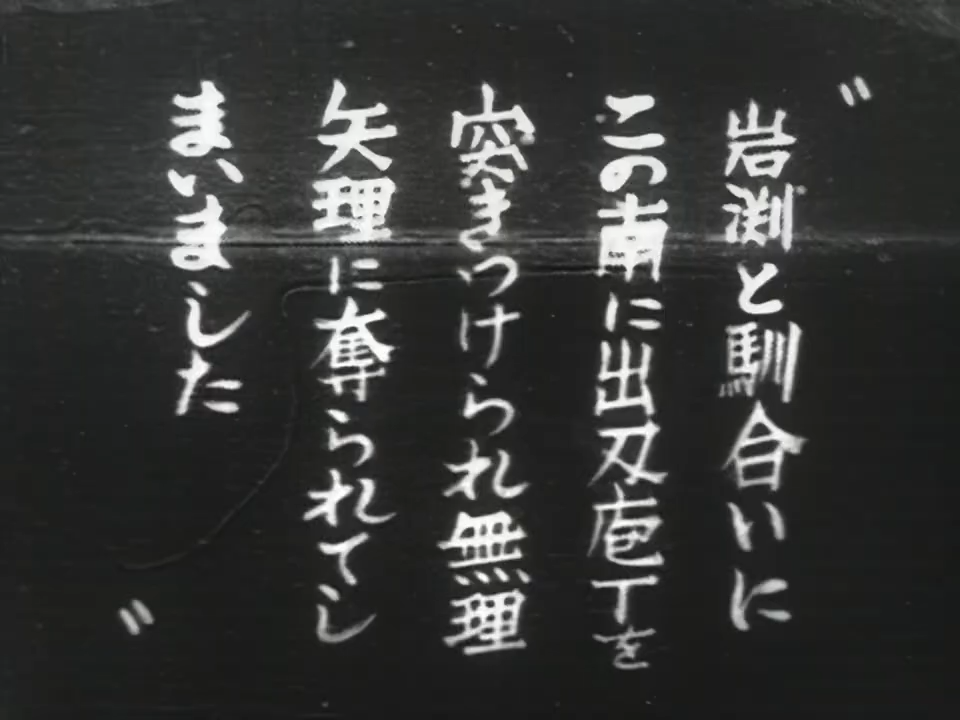 〝岩渕と馴合いに
この南に出刃庖丁を
突きつけられ無理
矢理に奪られてし
まいました〟